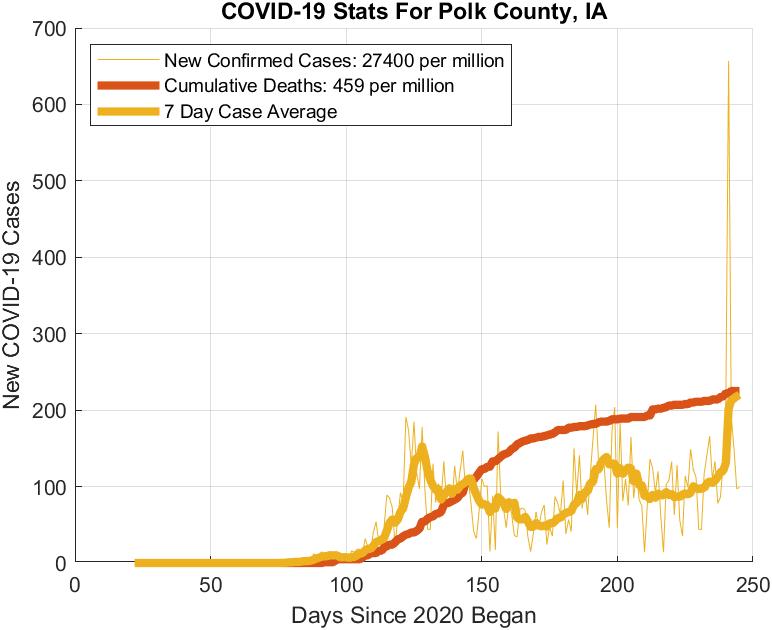 COVID-19 Stats For Polk County, IA
700
New Confirmed Cases: 27400 per million
Cumulative Deaths: 459 per million
7 Day Case Average
600
500
400
300
200
100
0
New COVID-19 Cases
0 50 100 150 200 250
Days Since 2020 Began